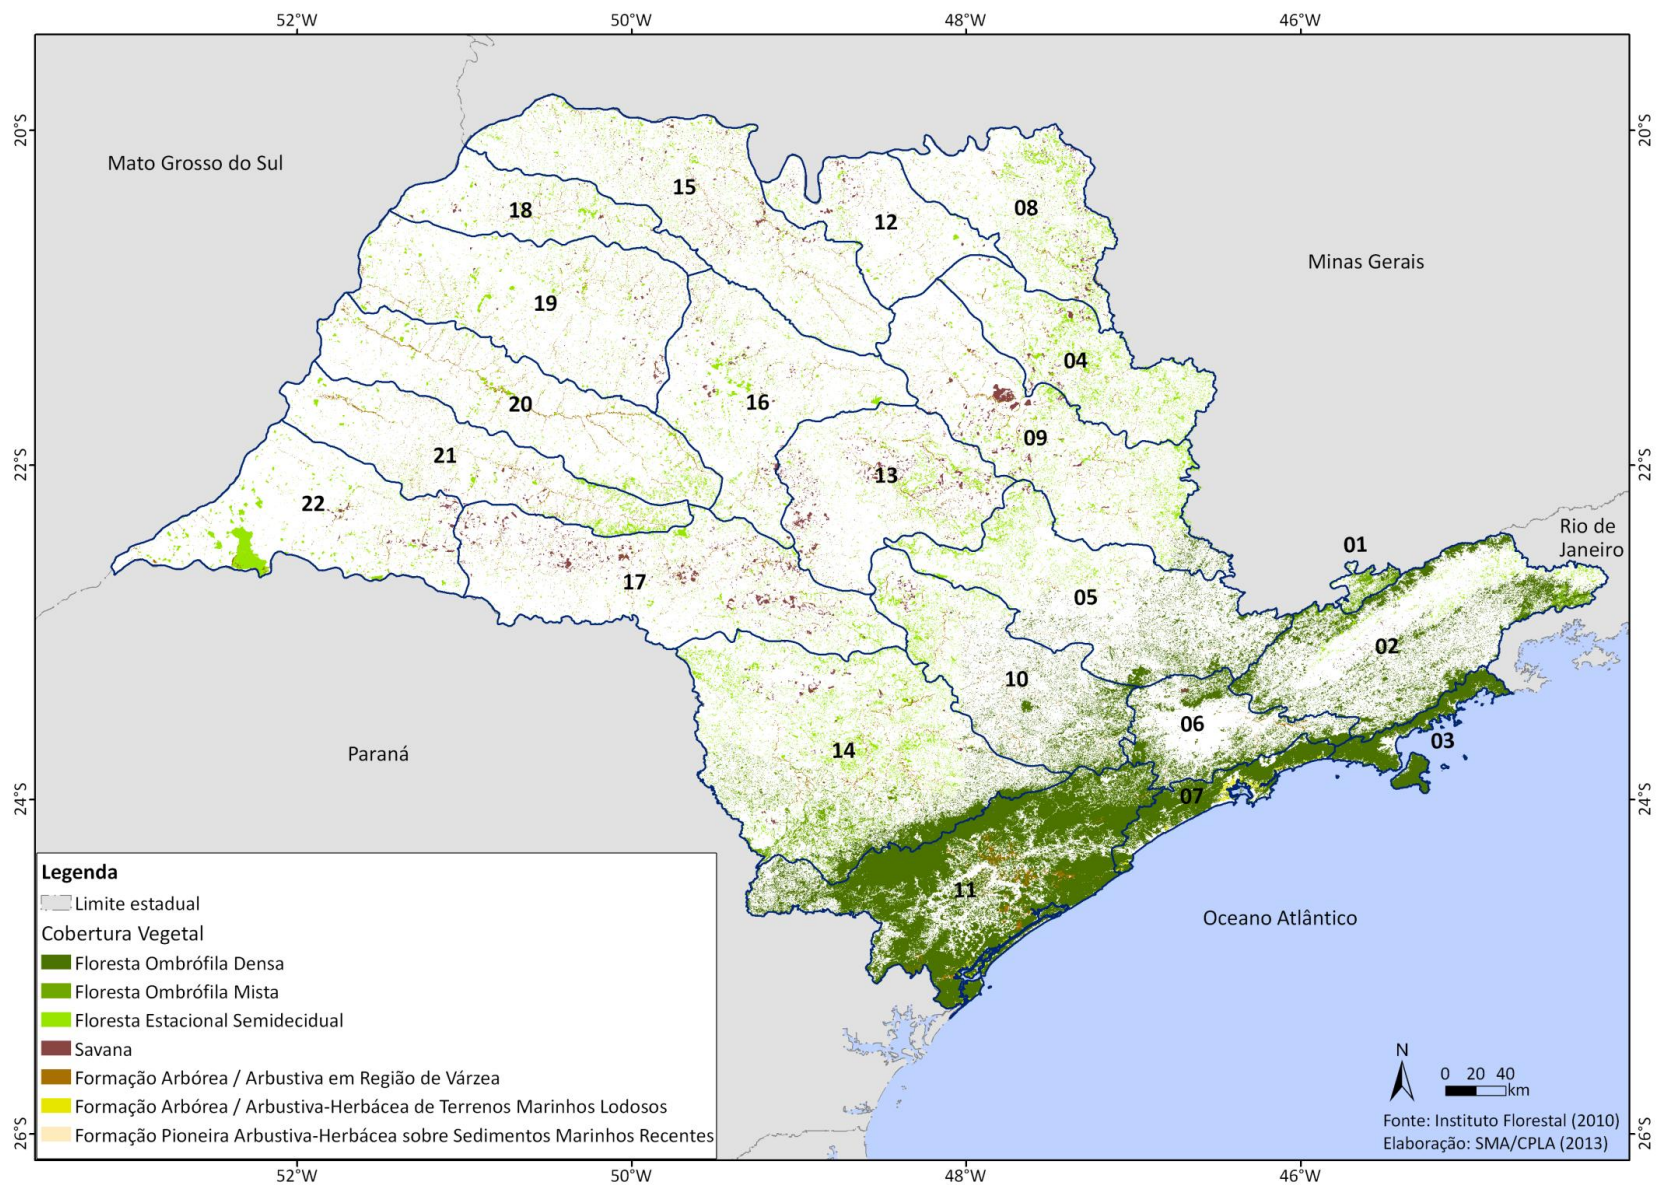 52°W 50°W 48°W 46°W
20°S 20°S
Mato Grosso do Sul
15
18
12
08
Minas Gerais
19
04
16
20
09
21
13
22°S 22°S
22
Rio de
Janeiro
01
17
05
02
10
06
03
14
Paraná
07
24°S 24°S
11
Oceano Atlântico
Legenda
Limite estadual
Cobertura Vegetal
Floresta Ombrófila Densa
Floresta Ombrófila Mista
Floresta Estacional Semidecidual
Savana
Formação Arbórea / Arbustiva em Região de Várzea
Formação Arbórea / Arbustiva-Herbácea de Terrenos Marinhos Lodosos
Formação Pioneira Arbustiva-Herbácea sobre Sedimentos Marinhos Recentes
N
0 20 40
km
Fonte: Instituto Florestal (2010)
Elaboração: SMA/CPLA (2013)
26°S 26°S
52°W 50°W 48°W 46°W